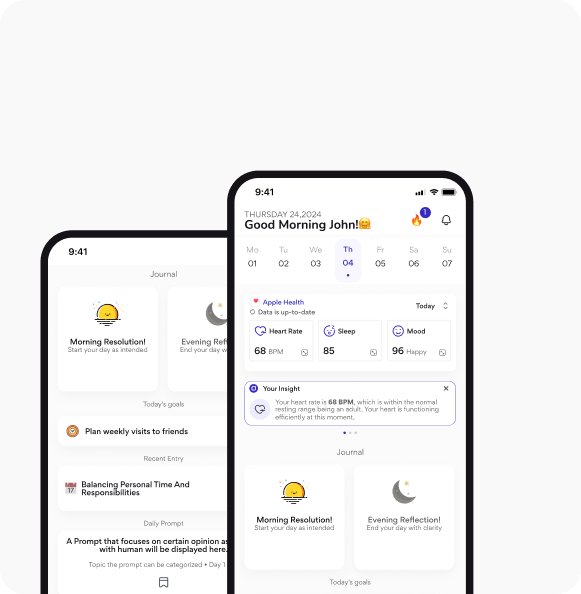 9:41
Journal
Morning Resolution!
Start your day as intended
Evening Refl
End your day w
Today's goals
Plan weekly visits to friends
Recent Entry
Balancing Personal Time And
Responsibilities
Daily Prompt
A Prompt that focuses on certain opinion as
with human will be displayed here.
Topic the prompt can be categorized • Day 1
9:41
THURSDAY 24,2024
Good Morning John!🤗
1
Mo Tu We Th Fr Sa Su
01 02 03 04 05 06 07
Apple Health
Data is up-to-date
Today
Heart Rate Sleep Mood
68 BPM 85 96 Happy
Your Insight
Your heart rate is 68 BPM, which is within the normal
resting range being an adult. Your heart is functioning
efficiently at this moment.
Journal
Morning Resolution!
Start your day as intended
Evening Reflection!
End your day with clarity
Today's goals